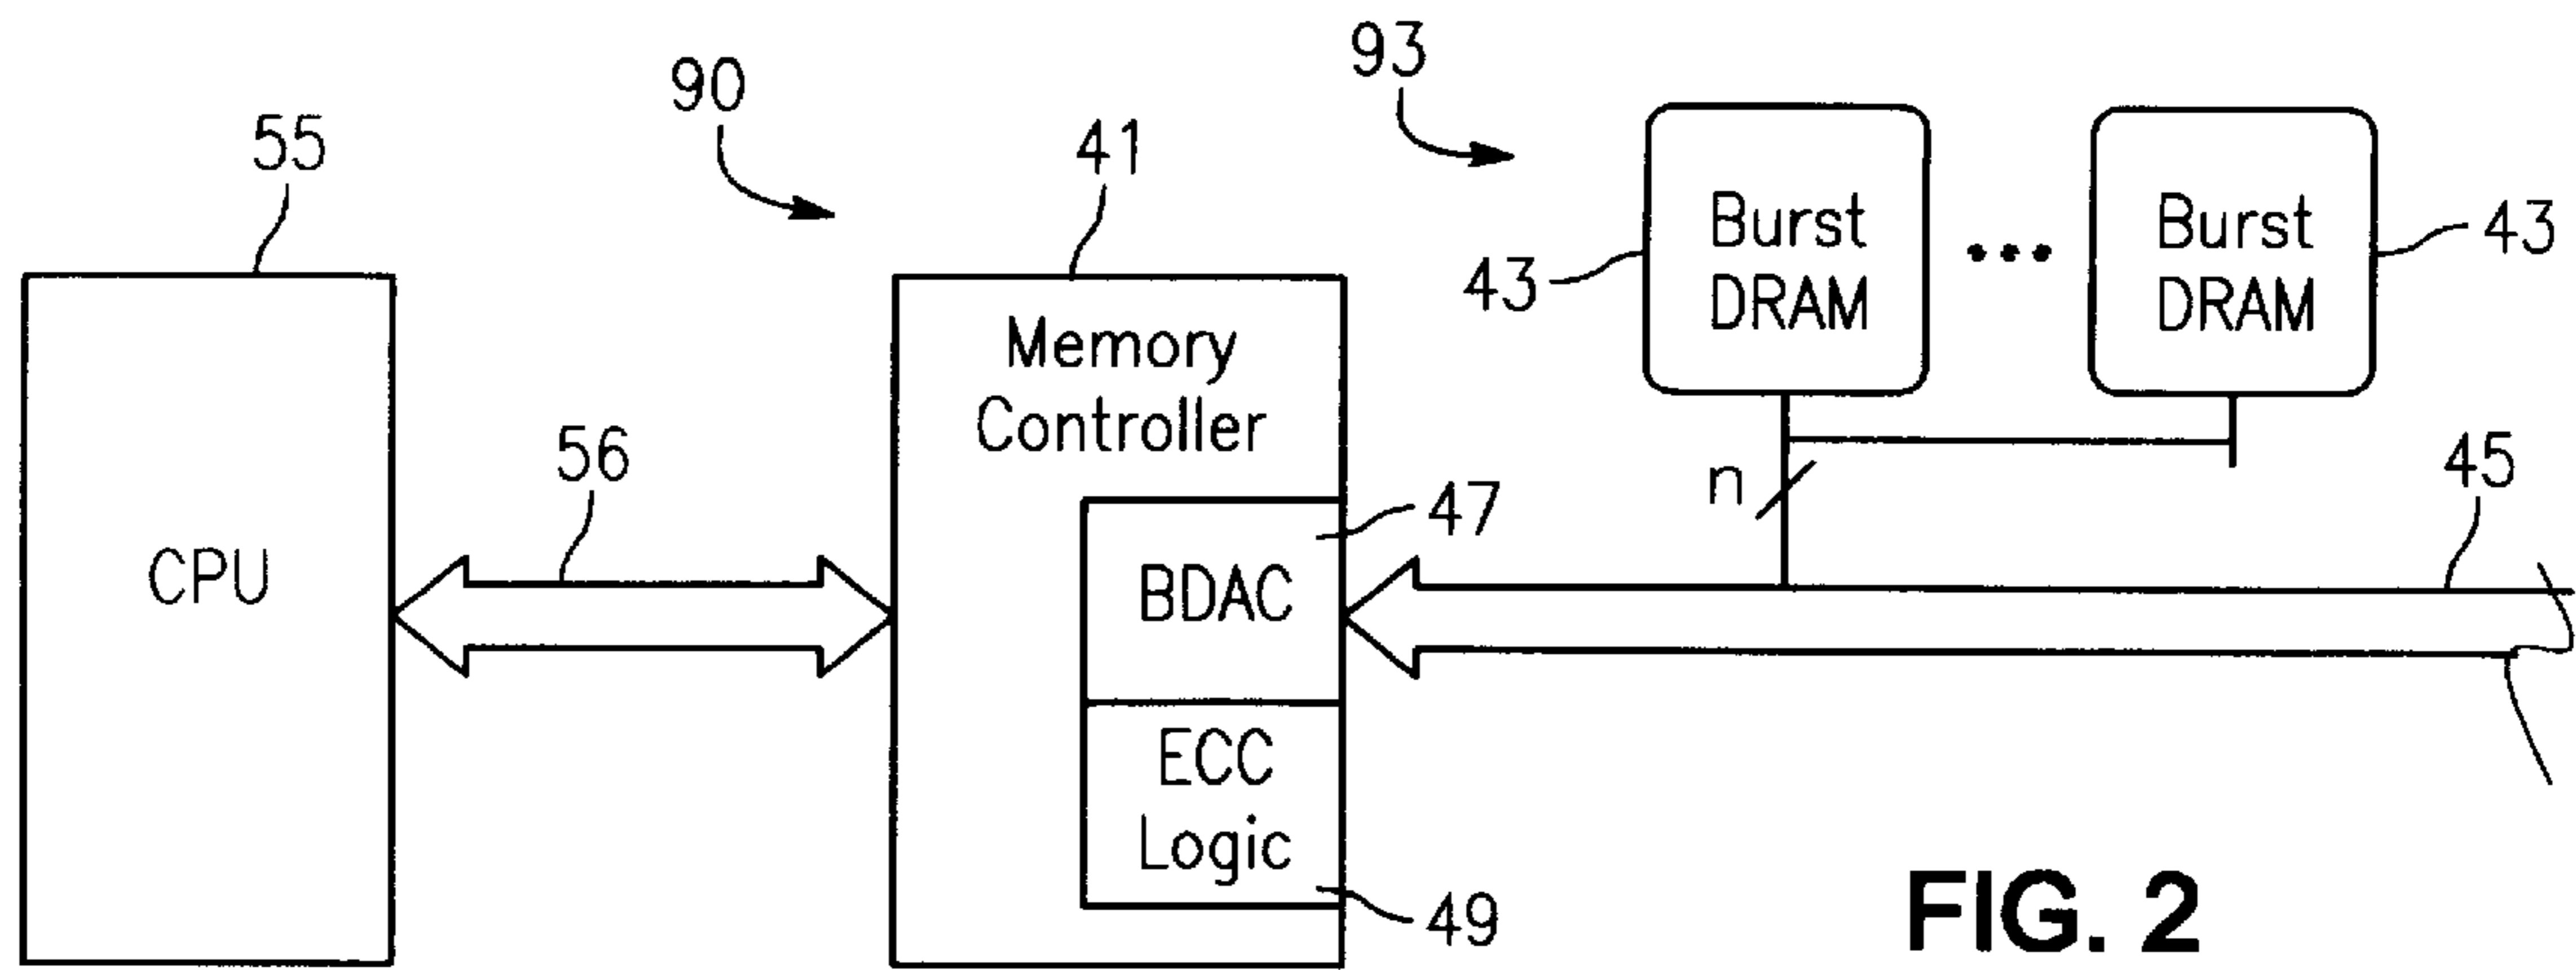 93
90
55
41
Burst
DRAM
43
Burst
DRAM
43
Memory
Controller
56
n
45
47
CPU
BDAC
ECC
Logic
49
FIG. 2